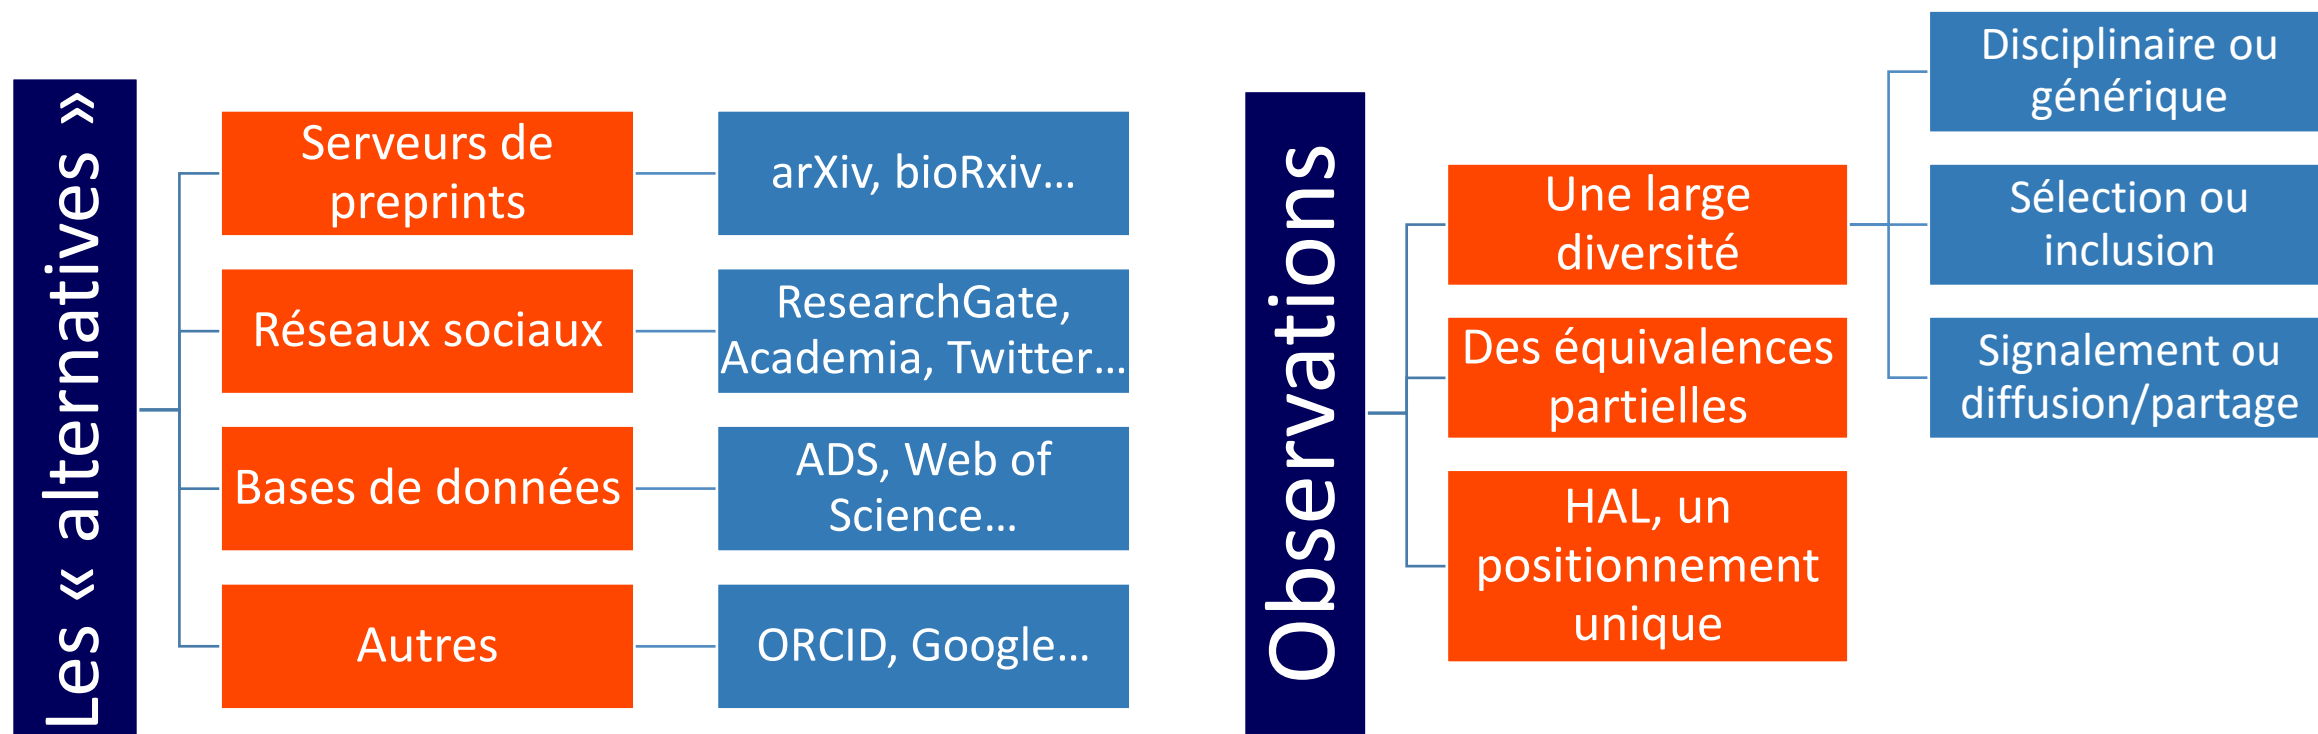 Les « alternatives »
Serveurs de
preprints
arXiv, bioRxiv…
Réseaux sociaux
ResearchGate,
Academia, Twitter…
Bases de données
ADS, Web of
Science…
Autres
ORCID, Google…
Observations
Une large
diversité
Disciplinaire ou
générique
Sélection ou
inclusion
Signalement ou
diffusion/partage
Des équivalences
partielles
HAL, un
positionnement
unique